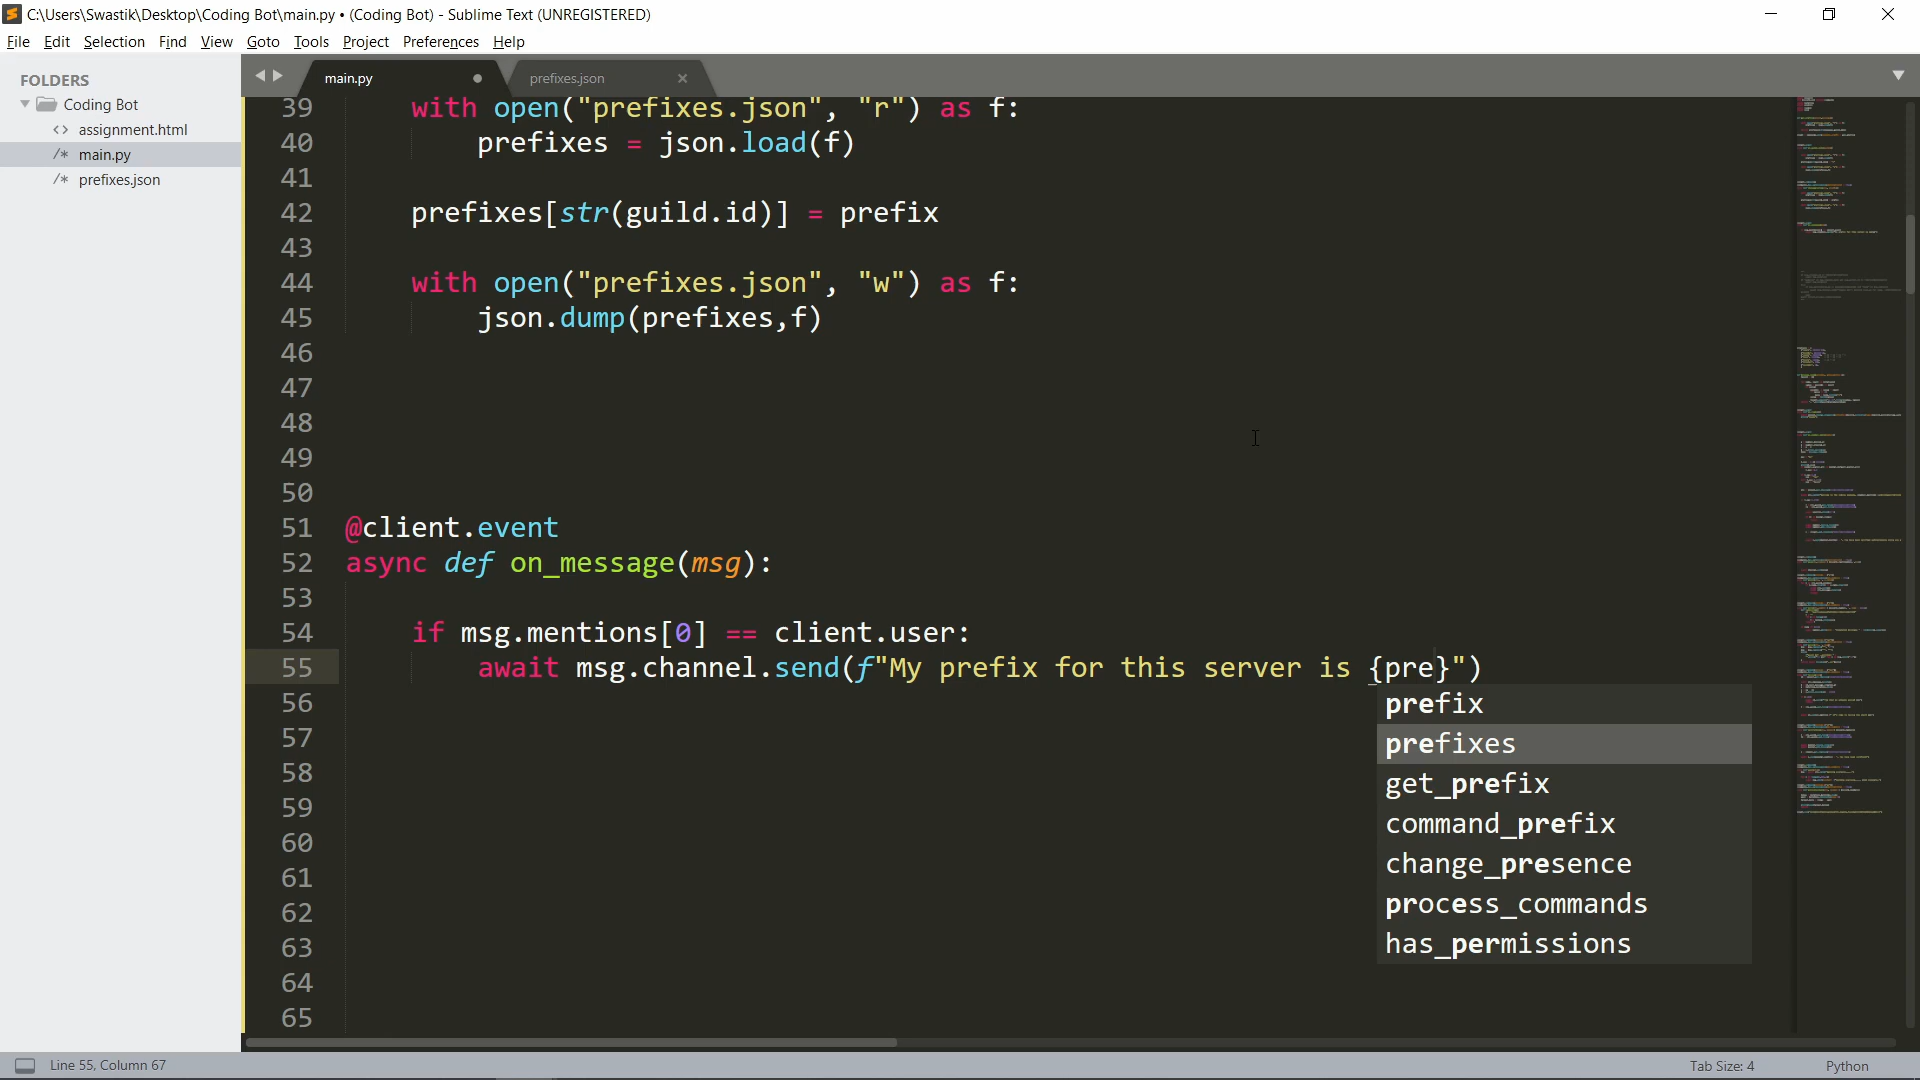 C:\Users\Swastik\Desktop\Coding Bot\main.py • (Coding Bot) - Sublime Text (UNREGISTERED)
File Edit Selection Find View Goto Tools Project Preferences Help
FOLDERS
Coding Bot
<> assignment.html
/* main.py
/* prefixes.json
main.py
prefixes.json
39 with open("prefixes.json", "r") as f:
40 prefixes = json.load(f)
41
42 prefixes[str(guild.id)] = prefix
43
44 with open("prefixes.json", "w") as f:
45 json.dump(prefixes,f)
46
47
48
49
50
51 @client.event
52 async def on_message(msg):
53
54 if msg.mentions[0] == client.user:
55 await msg.channel.send(f"My prefix for this server is {pre}")
56
57
58
59
60
61
62
63
64
65
prefix
prefixes
get_prefix
command_prefix
change_presence
process_commands
has_permissions
Line 55, Column 67
Tab Size: 4
Python